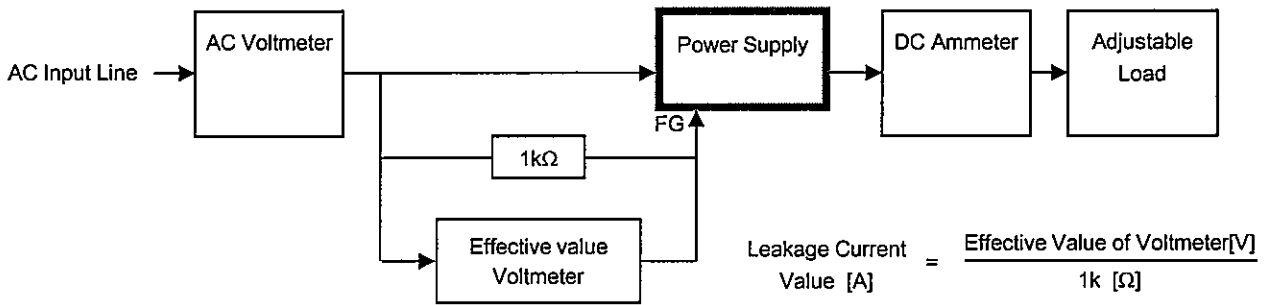 AC Voltmeter
Power Supply
DC Ammeter
Adjustable
Load
AC Input Line
FG
1kΩ
Effective value
Voltmeter
Leakage Current
Value [A]
=
Effective Value of Voltmeter[V]
1k [Ω]